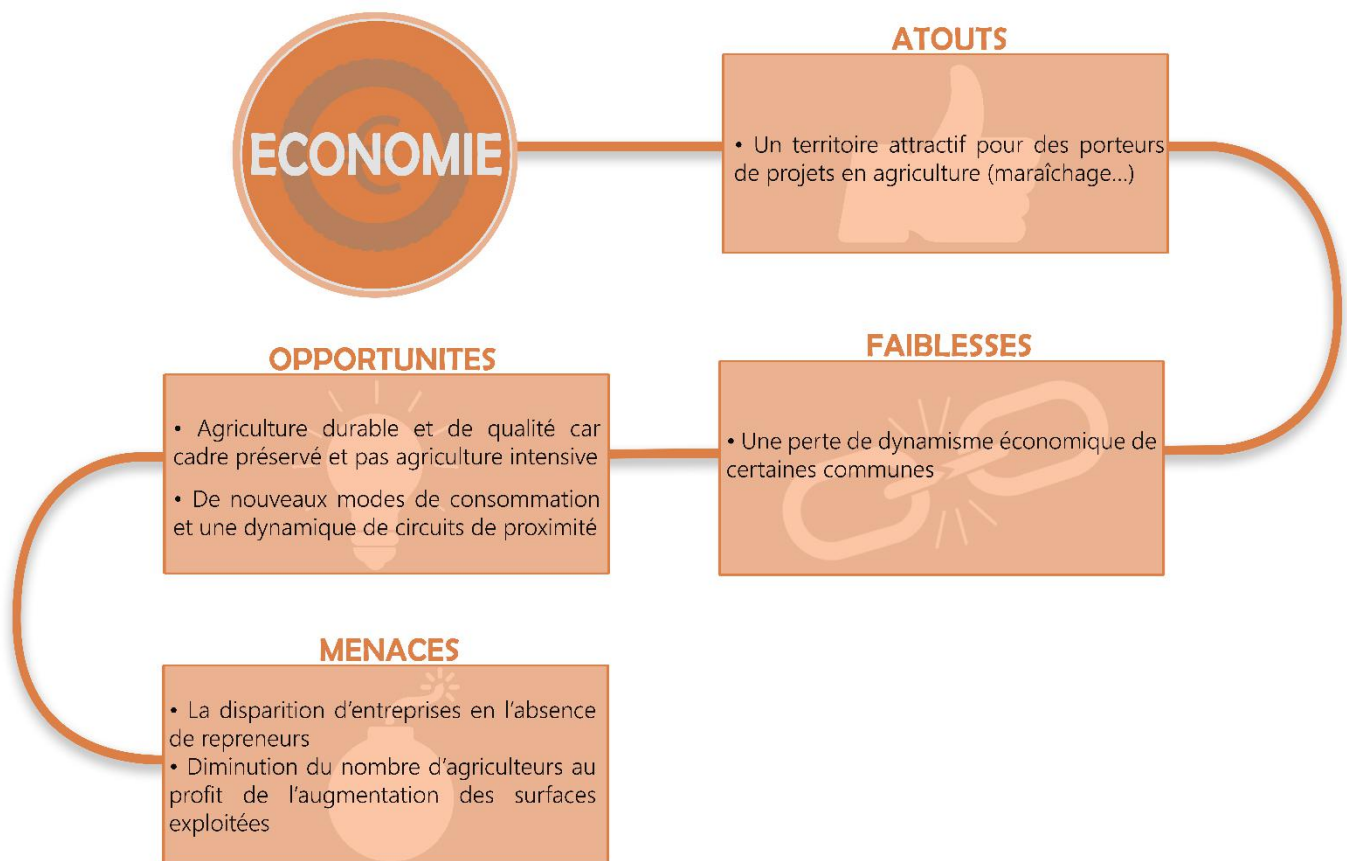 ECONOMIE
ATOUTS
• Un territoire attractif pour des porteurs
de projets en agriculture (maraîchage...)
FAIBLESSES
• Une perte de dynamisme économique de
certaines communes
OPPORTUNITES
• Agriculture durable et de qualité car
cadre préservé et pas agriculture intensive
• De nouveaux modes de consommation
et une dynamique de circuits de proximité
MENACES
• La disparition d'entreprises en l'absence
de repreneurs
• Diminution du nombre d'agriculteurs au
profit de l'augmentation des surfaces
exploitées